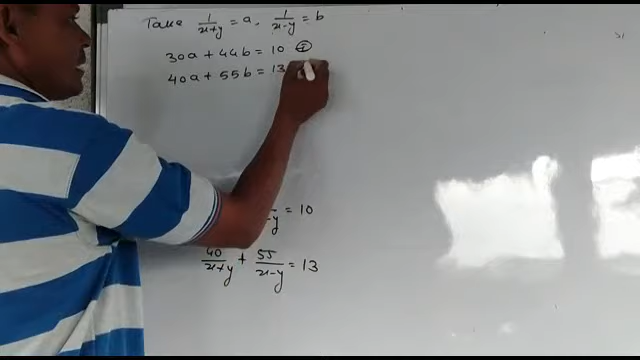 Take 1/x+y = a, 1/x-y = b
30a + 44b = 10 ①
40a + 55b = 13
-y = 10
40/x+y + 55/x-y = 13